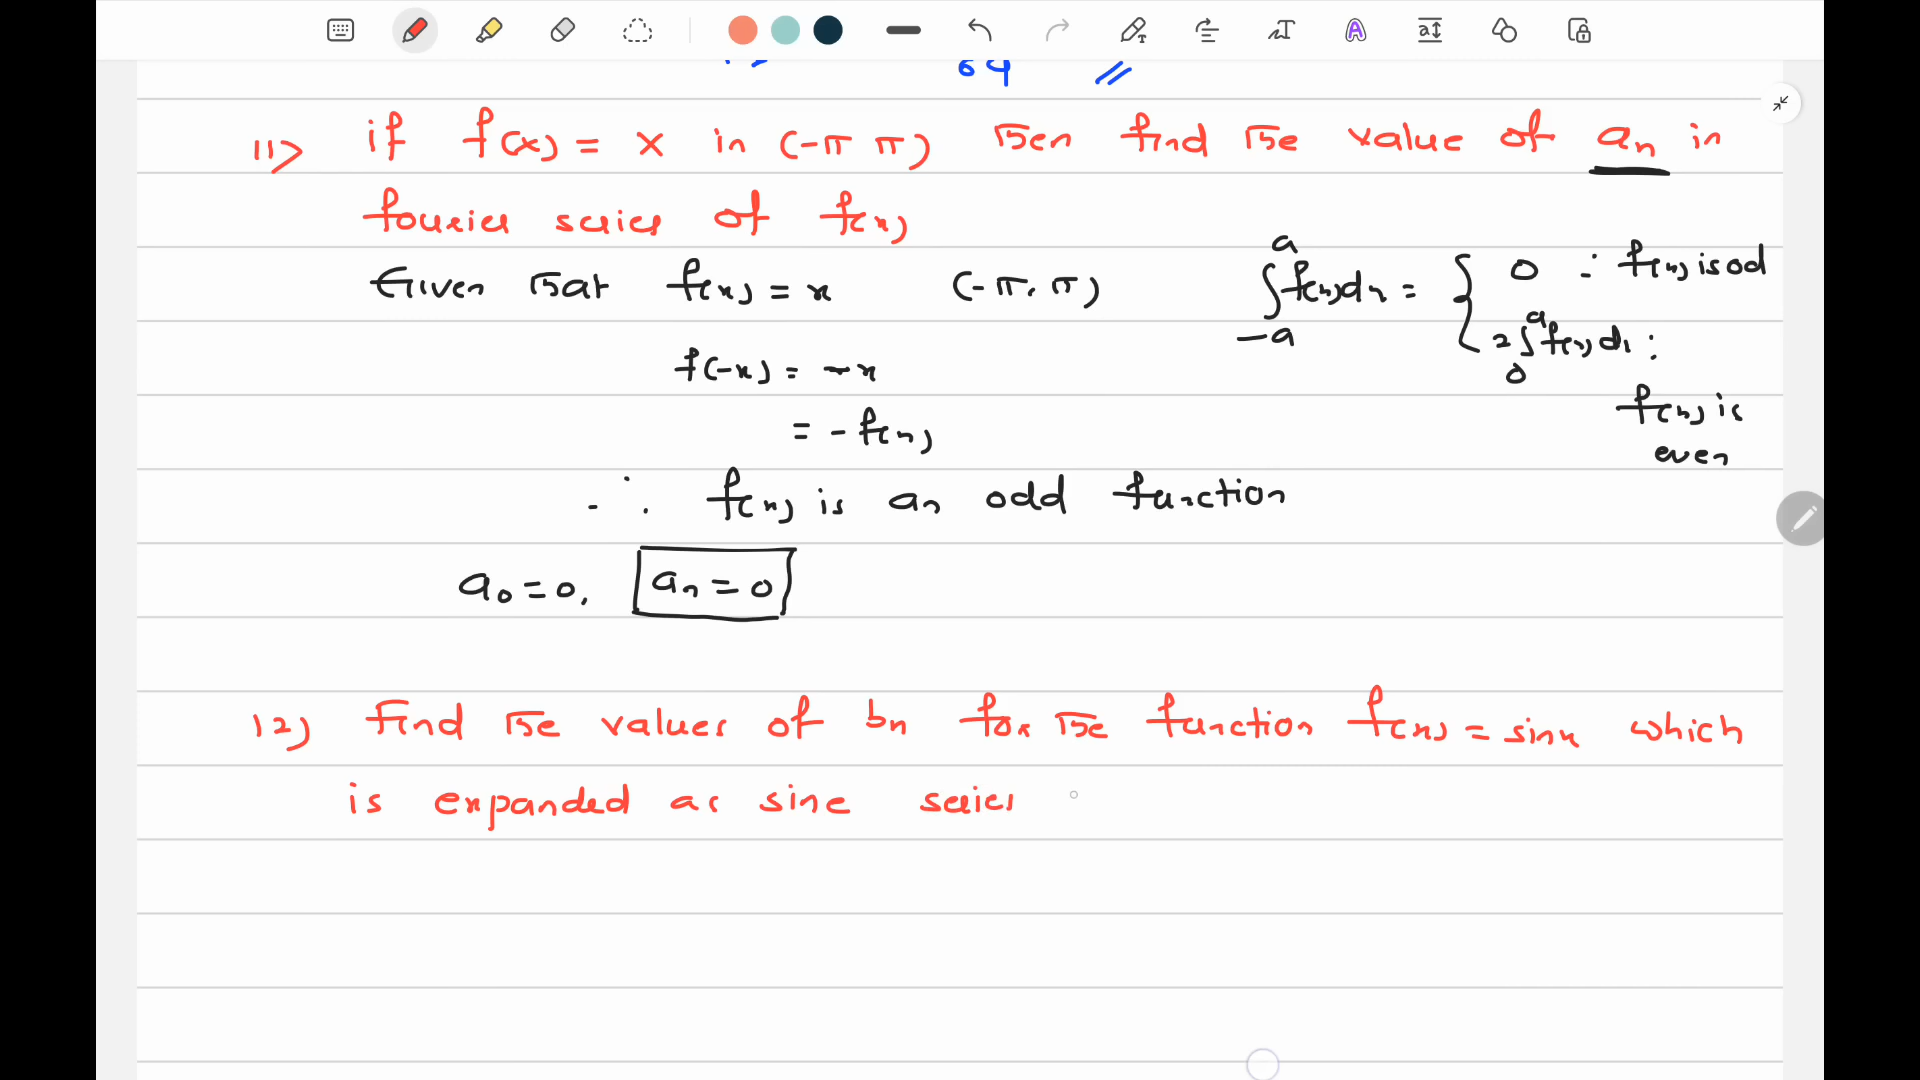 64 //
11> if f(x) = x in (-π π) then find the value of an in
fourier series of f(x)
Given that f(x) = x (-π, π)
∫ -a a f(x)dx = { 0 : f(x) is od
2∫ 0 a f(x)dx :
f(x) is
even
f(-x) = -x
= -f(x)
∴ f(x) is an odd function
a0 = 0, an = 0
12) Find the values of bn for the function f(x) = sinx which
is expanded as sine series